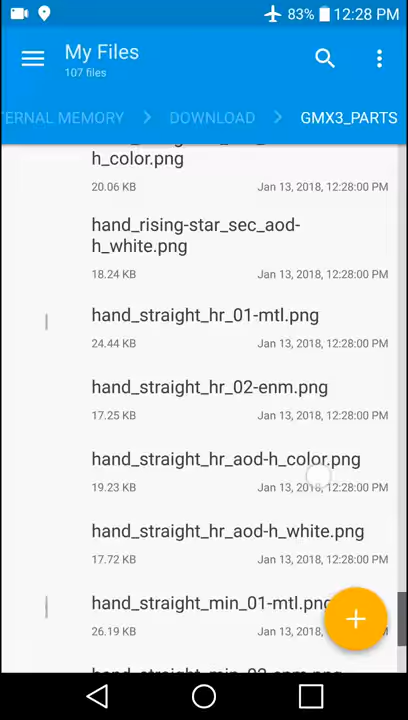 83% 12:28 PM
My Files
107 files
TERNAL MEMORY DOWNLOAD GMX3_PARTS
h_color.png
20.06 KB Jan 13, 2018, 12:28:00 PM
hand_rising-star_sec_aod-
h_white.png
18.24 KB Jan 13, 2018, 12:28:00 PM
hand_straight_hr_01-mtl.png
24.44 KB Jan 13, 2018, 12:28:00 PM
hand_straight_hr_02-enm.png
17.25 KB Jan 13, 2018, 12:28:00 PM
hand_straight_hr_aod-h_color.png
19.23 KB Jan 13, 2018, 12:28:00 PM
hand_straight_hr_aod-h_white.png
17.72 KB Jan 13, 2018, 12:28:00 PM
hand_straight_min_01-mtl.png
26.19 KB Jan 13, 2018, 12:28:00 PM
hand_straight_min_02-enm.png